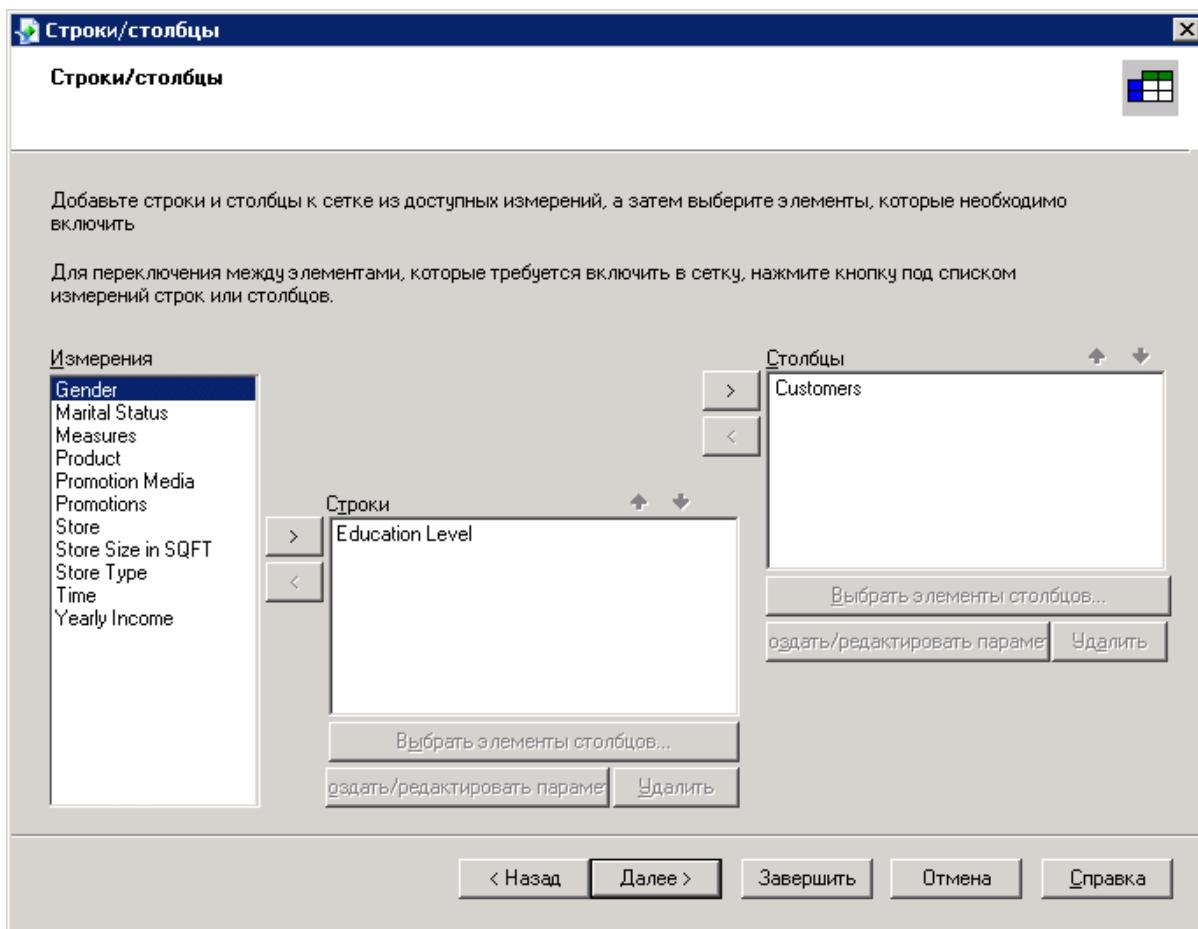 Строки/столбцы
Строки/столбцы
Добавьте строки и столбцы к сетке из доступных измерений, а затем выберите элементы, которые необходимо
включить
Для переключения между элементами, которые требуется включить в сетку, нажмите кнопку под списком
измерений строк или столбцов.
Измерения
Gender
Marital Status
Measures
Product
Promotion Media
Promotions
Store
Store Size in SQFT
Store Type
Time
Yearly Income
>
<
Строки
Education Level
Выбрать элементы столбцов...
оздать/редактировать парамет
Удалить
>
<
Столбцы
Customers
Выбрать элементы столбцов...
оздать/редактировать парамет
Удалить
< Назад
Далее >
Завершить
Отмена
Справка